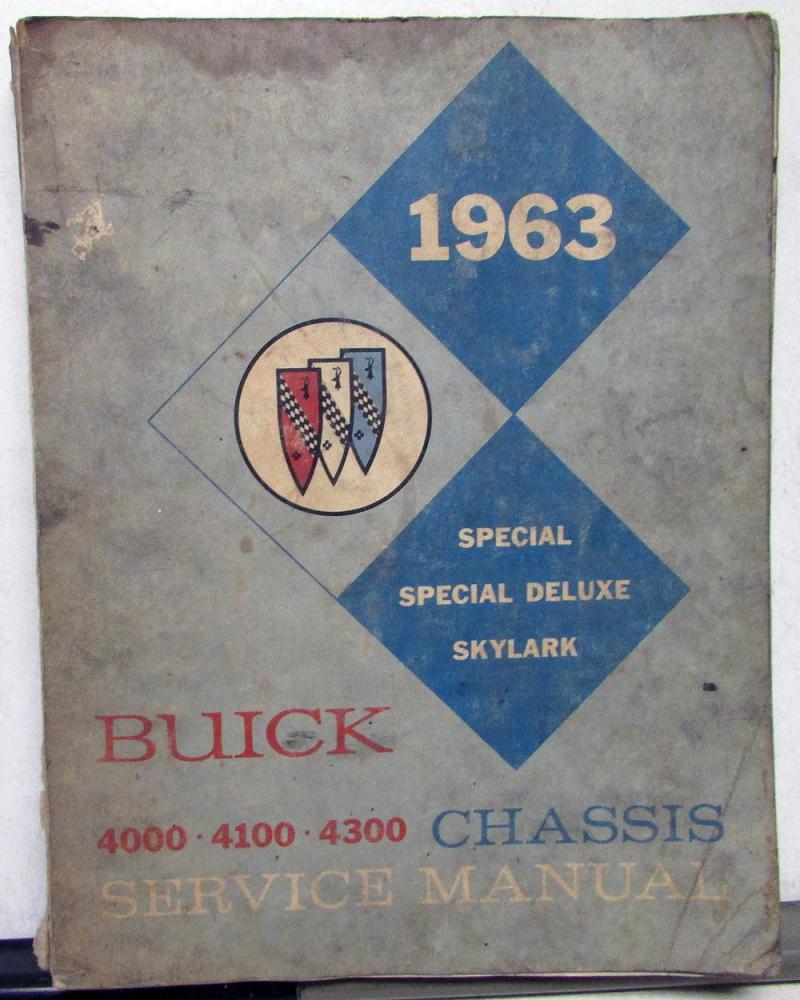 1963
SPECIAL
SPECIAL DELUXE
SKYLARK
BUICK
4000 · 4100 · 4300 CHASSIS
SERVICE MANUAL